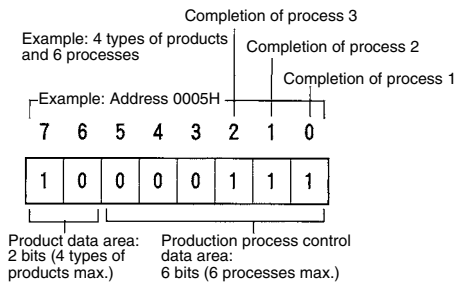 Completion of process 3
Example: 4 types of products
and 6 processes
Completion of process 2
Completion of process 1
Example: Address 0005H
7 6 5 4 3 2 1 0
1 0 0 0 0 1 1 1
Product data area:
2 bits (4 types of
products max.)
Production process control
data area:
6 bits (6 processes max.)